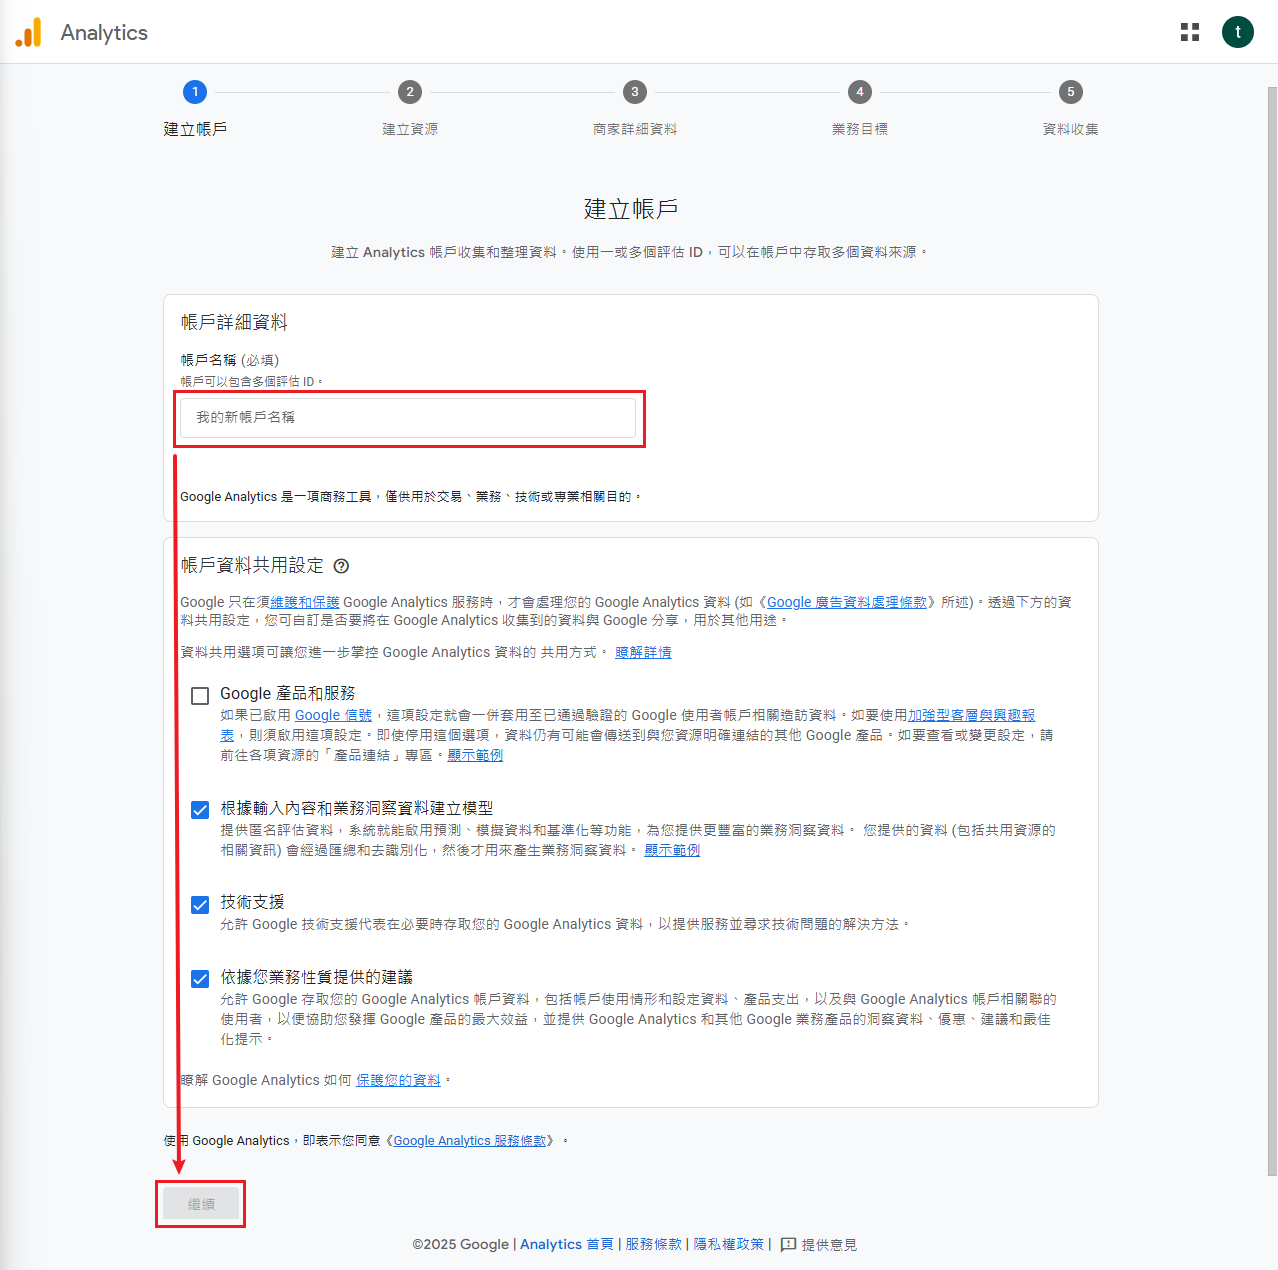 Analytics
t
1
2
3
4
5
建立帳戶
建立資源
商家詳細資料
業務目標
資料收集
建立帳戶
建立 Analytics 帳戶收集和整理資料。使用一或多個評估 ID，可以在帳戶中存取多個資料來源。
帳戶詳細資料
帳戶名稱 (必填)
帳戶可以包含多個評估 ID。
我的新帳戶名稱
Google Analytics 是一項商務工具，僅供用於交易、業務、技術或專業相關目的。
帳戶資料共用設定
Google 只在須維護和保護 Google Analytics 服務時，才會處理您的 Google Analytics 資料 (如《Google 廣告資料處理條款》所述)。透過下方的資
料共用設定，您可自訂是否要將在 Google Analytics 收集到的資料與 Google 分享，用於其他用途。
資料共用選項可讓您進一步掌控 Google Analytics 資料的 共用方式。 瞭解詳情
Google 產品和服務
如果已啟用 Google 信號，這項設定就會一併套用至已通過驗證的 Google 使用者帳戶相關造訪資料。如要使用加強型客層與興趣報
表，則須啟用這項設定。即使停用這個選項，資料仍有可能會傳送到與您資源明確連結的其他 Google 產品。如要查看或變更設定，請
前往各項資源的「產品連結」專區。顯示範例
根據輸入內容和業務洞察資料建立模型
提供匿名評估資料，系統就能啟用預測、模擬資料和基準化等功能，為您提供更豐富的業務洞察資料。 您提供的資料 (包括共用資源的
相關資訊) 會經過匯總和去識別化，然後才用來產生業務洞察資料。 顯示範例
技術支援
允許 Google 技術支援代表在必要時存取您的 Google Analytics 資料，以提供服務並尋求技術問題的解決方法。
依據您業務性質提供的建議
允許 Google 存取您的 Google Analytics 帳戶資料，包括帳戶使用情形和設定資料、產品支出，以及與 Google Analytics 帳戶相關聯的
使用者，以便協助您發揮 Google 產品的最大效益，並提供 Google Analytics 和其他 Google 業務產品的洞察資料、優惠、建議和最佳
化提示。
瞭解 Google Analytics 如何 保護您的資料。
使用 Google Analytics，即表示您同意《Google Analytics 服務條款》。
繼續
©2025 Google | Analytics 首頁 | 服務條款 | 隱私權政策 | 提供意見